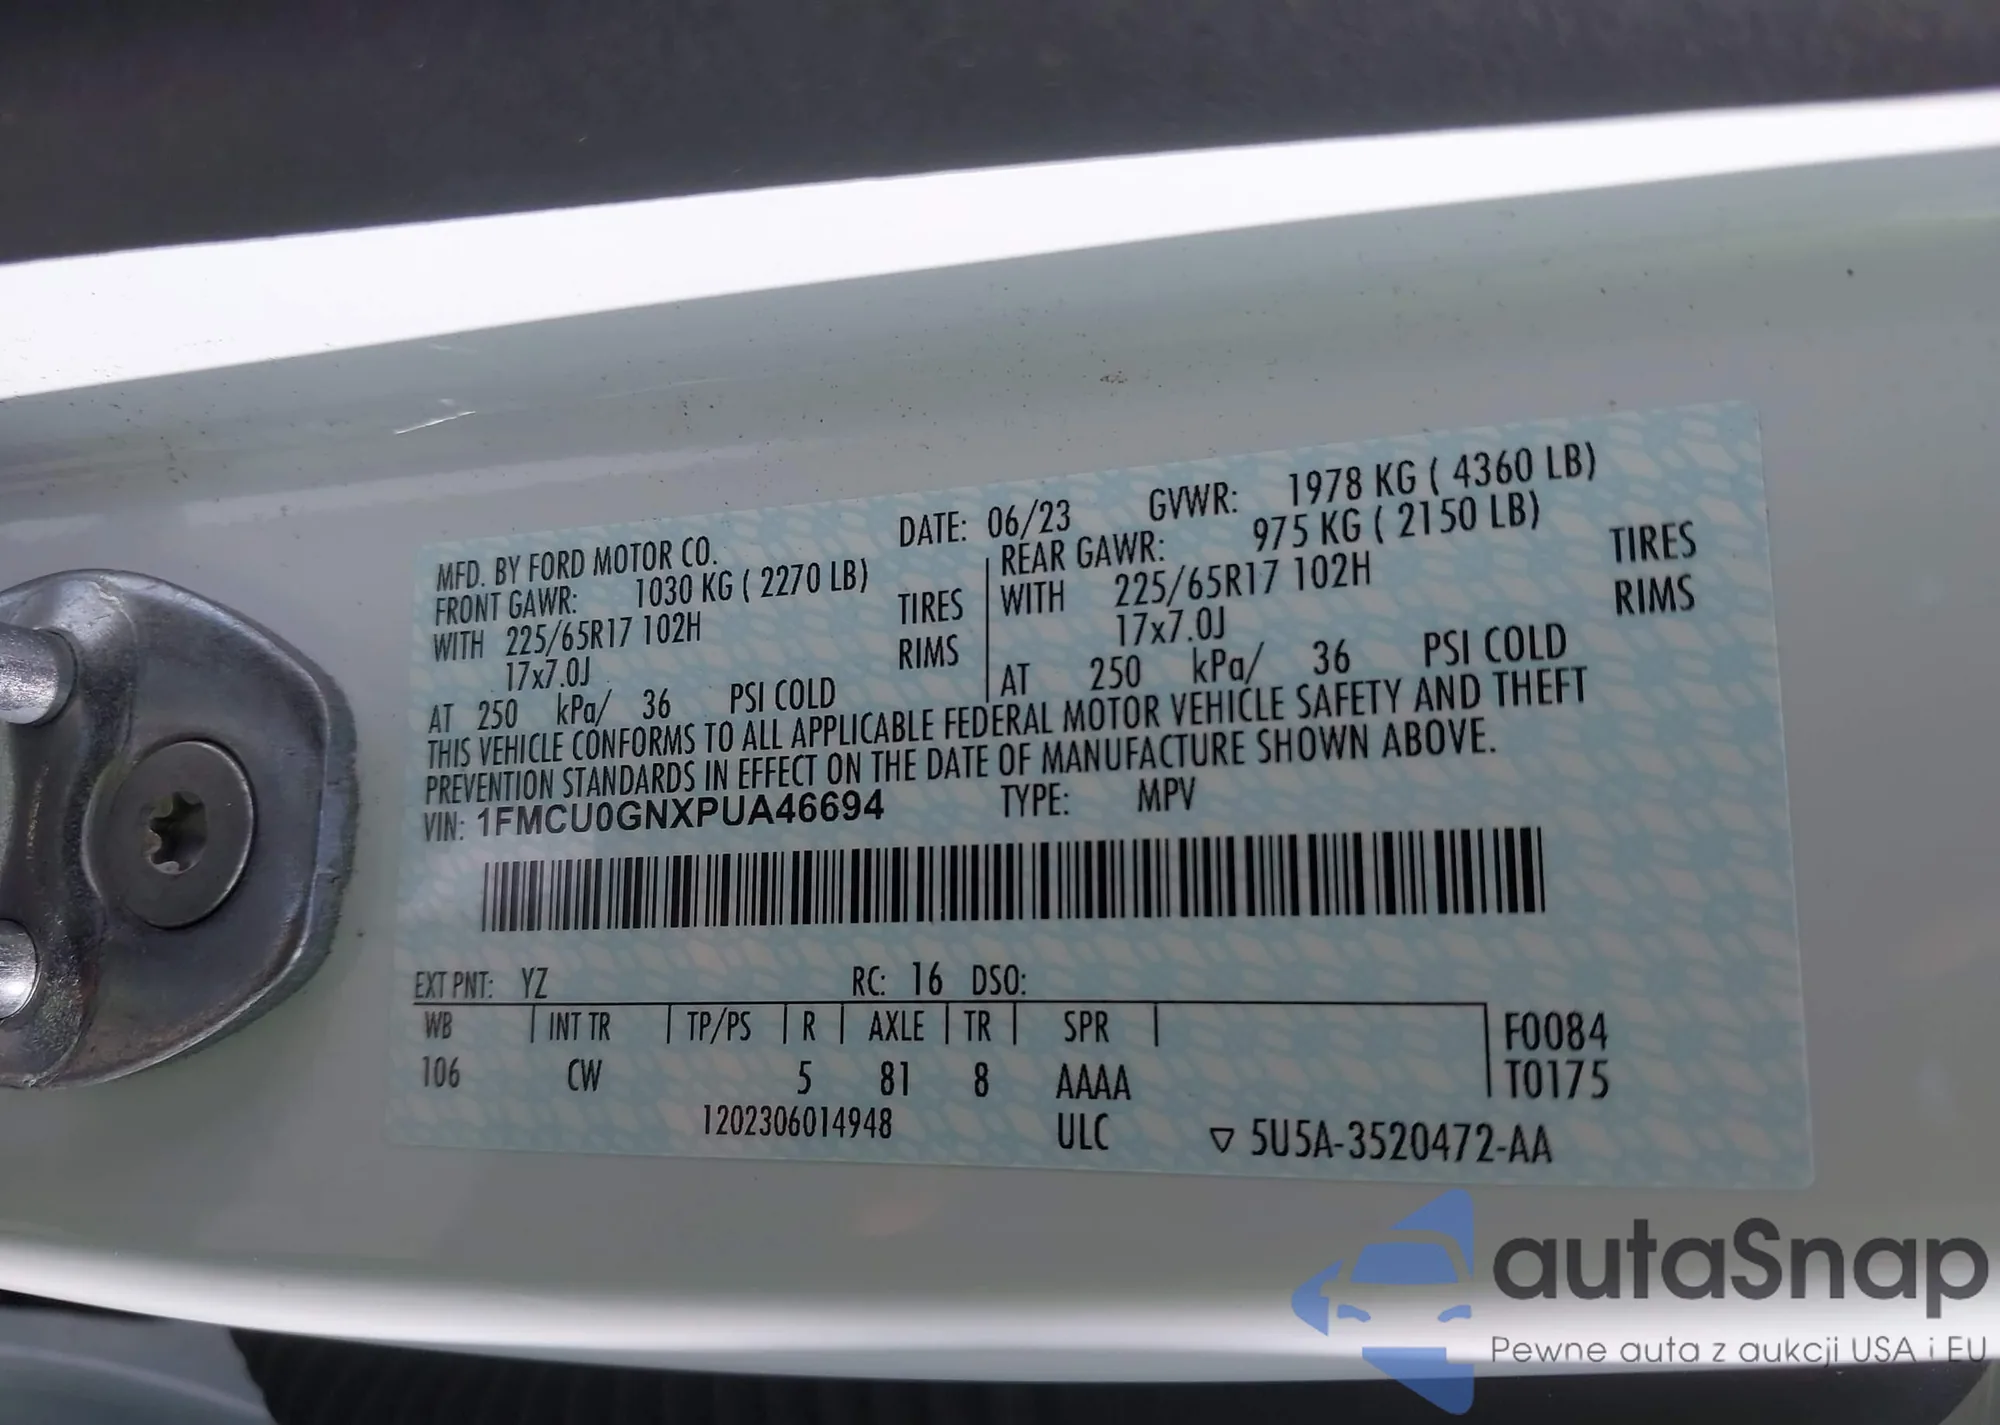 MFD. BY FORD MOTOR CO. DATE: 06/23 GVWR: 1978 KG ( 4360 LB)
FRONT GAWR: 1030 KG ( 2270 LB) REAR GAWR: 975 KG ( 2150 LB)
WITH 225/65R17 102H TIRES WITH 225/65R17 102H TIRES
17x7.0J RIMS 17x7.0J RIMS
AT 250 kPa/ 36 PSI COLD AT 250 kPa/ 36 PSI COLD
THIS VEHICLE CONFORMS TO ALL APPLICABLE FEDERAL MOTOR VEHICLE SAFETY AND THEFT
PREVENTION STANDARDS IN EFFECT ON THE DATE OF MANUFACTURE SHOWN ABOVE.
VIN: 1FMCU0GNXPUA46694 TYPE: MPV
EXT PNT: YZ RC: 16 DSO:
WB INT TR TP/PS R AXLE TR SPR F0084
106 CW 5 81 8 AAAA T0175
1202306014948 ULC ▽ 5U5A-3520472-AA
autaSnap
Pewne auta z aukcji USA i EU